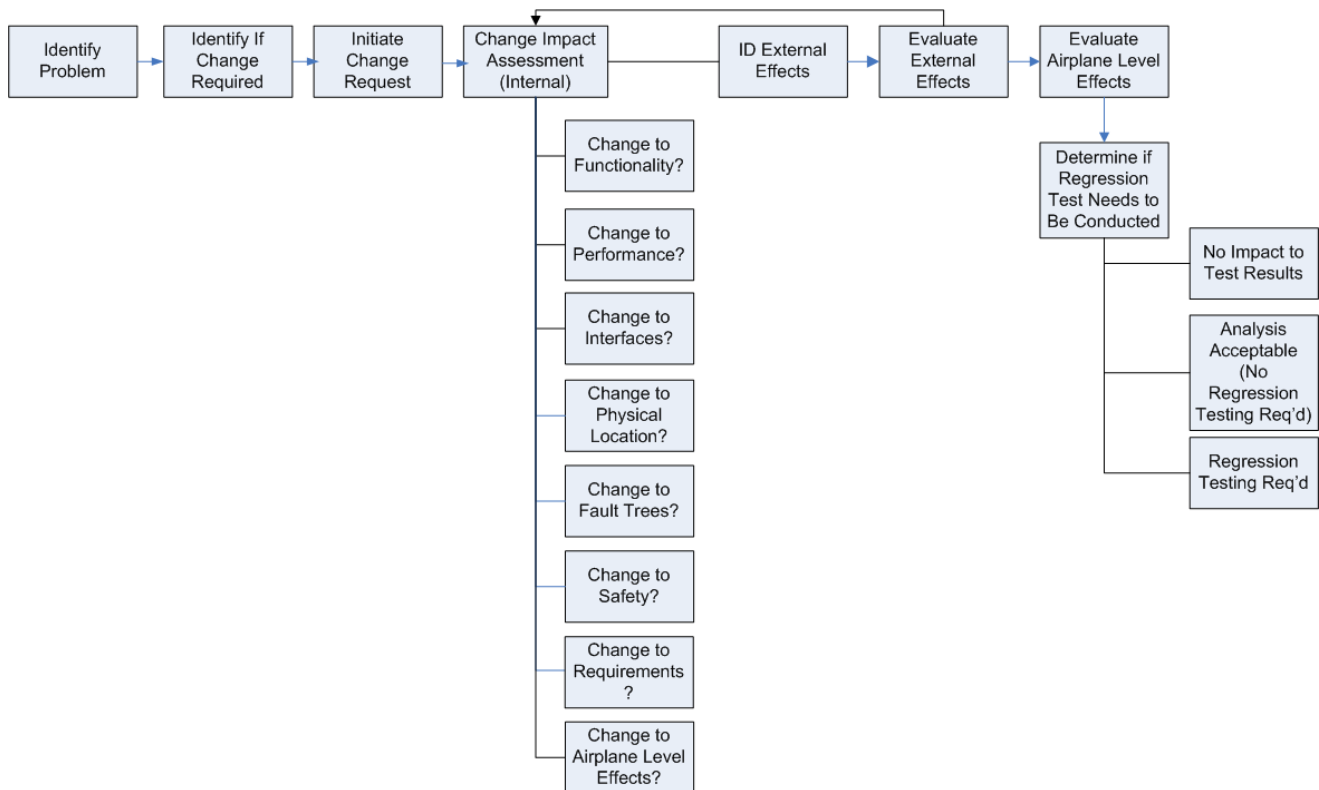 Identify
Problem
Identify If
Change
Required
Initiate
Change
Request
Change Impact
Assessment
(Internal)
ID External
Effects
Evaluate
External
Effects
Evaluate
Airplane Level
Effects
Change to
Functionality?
Change to
Performance?
Change to
Interfaces?
Change to
Physical
Location?
Change to
Fault Trees?
Change to
Safety?
Change to
Requirements
?
Change to
Airplane Level
Effects?
Determine if
Regression
Test Needs to
Be Conducted
No Impact to
Test Results
Analysis
Acceptable
(No
Regression
Testing Req'd)
Regression
Testing Req'd